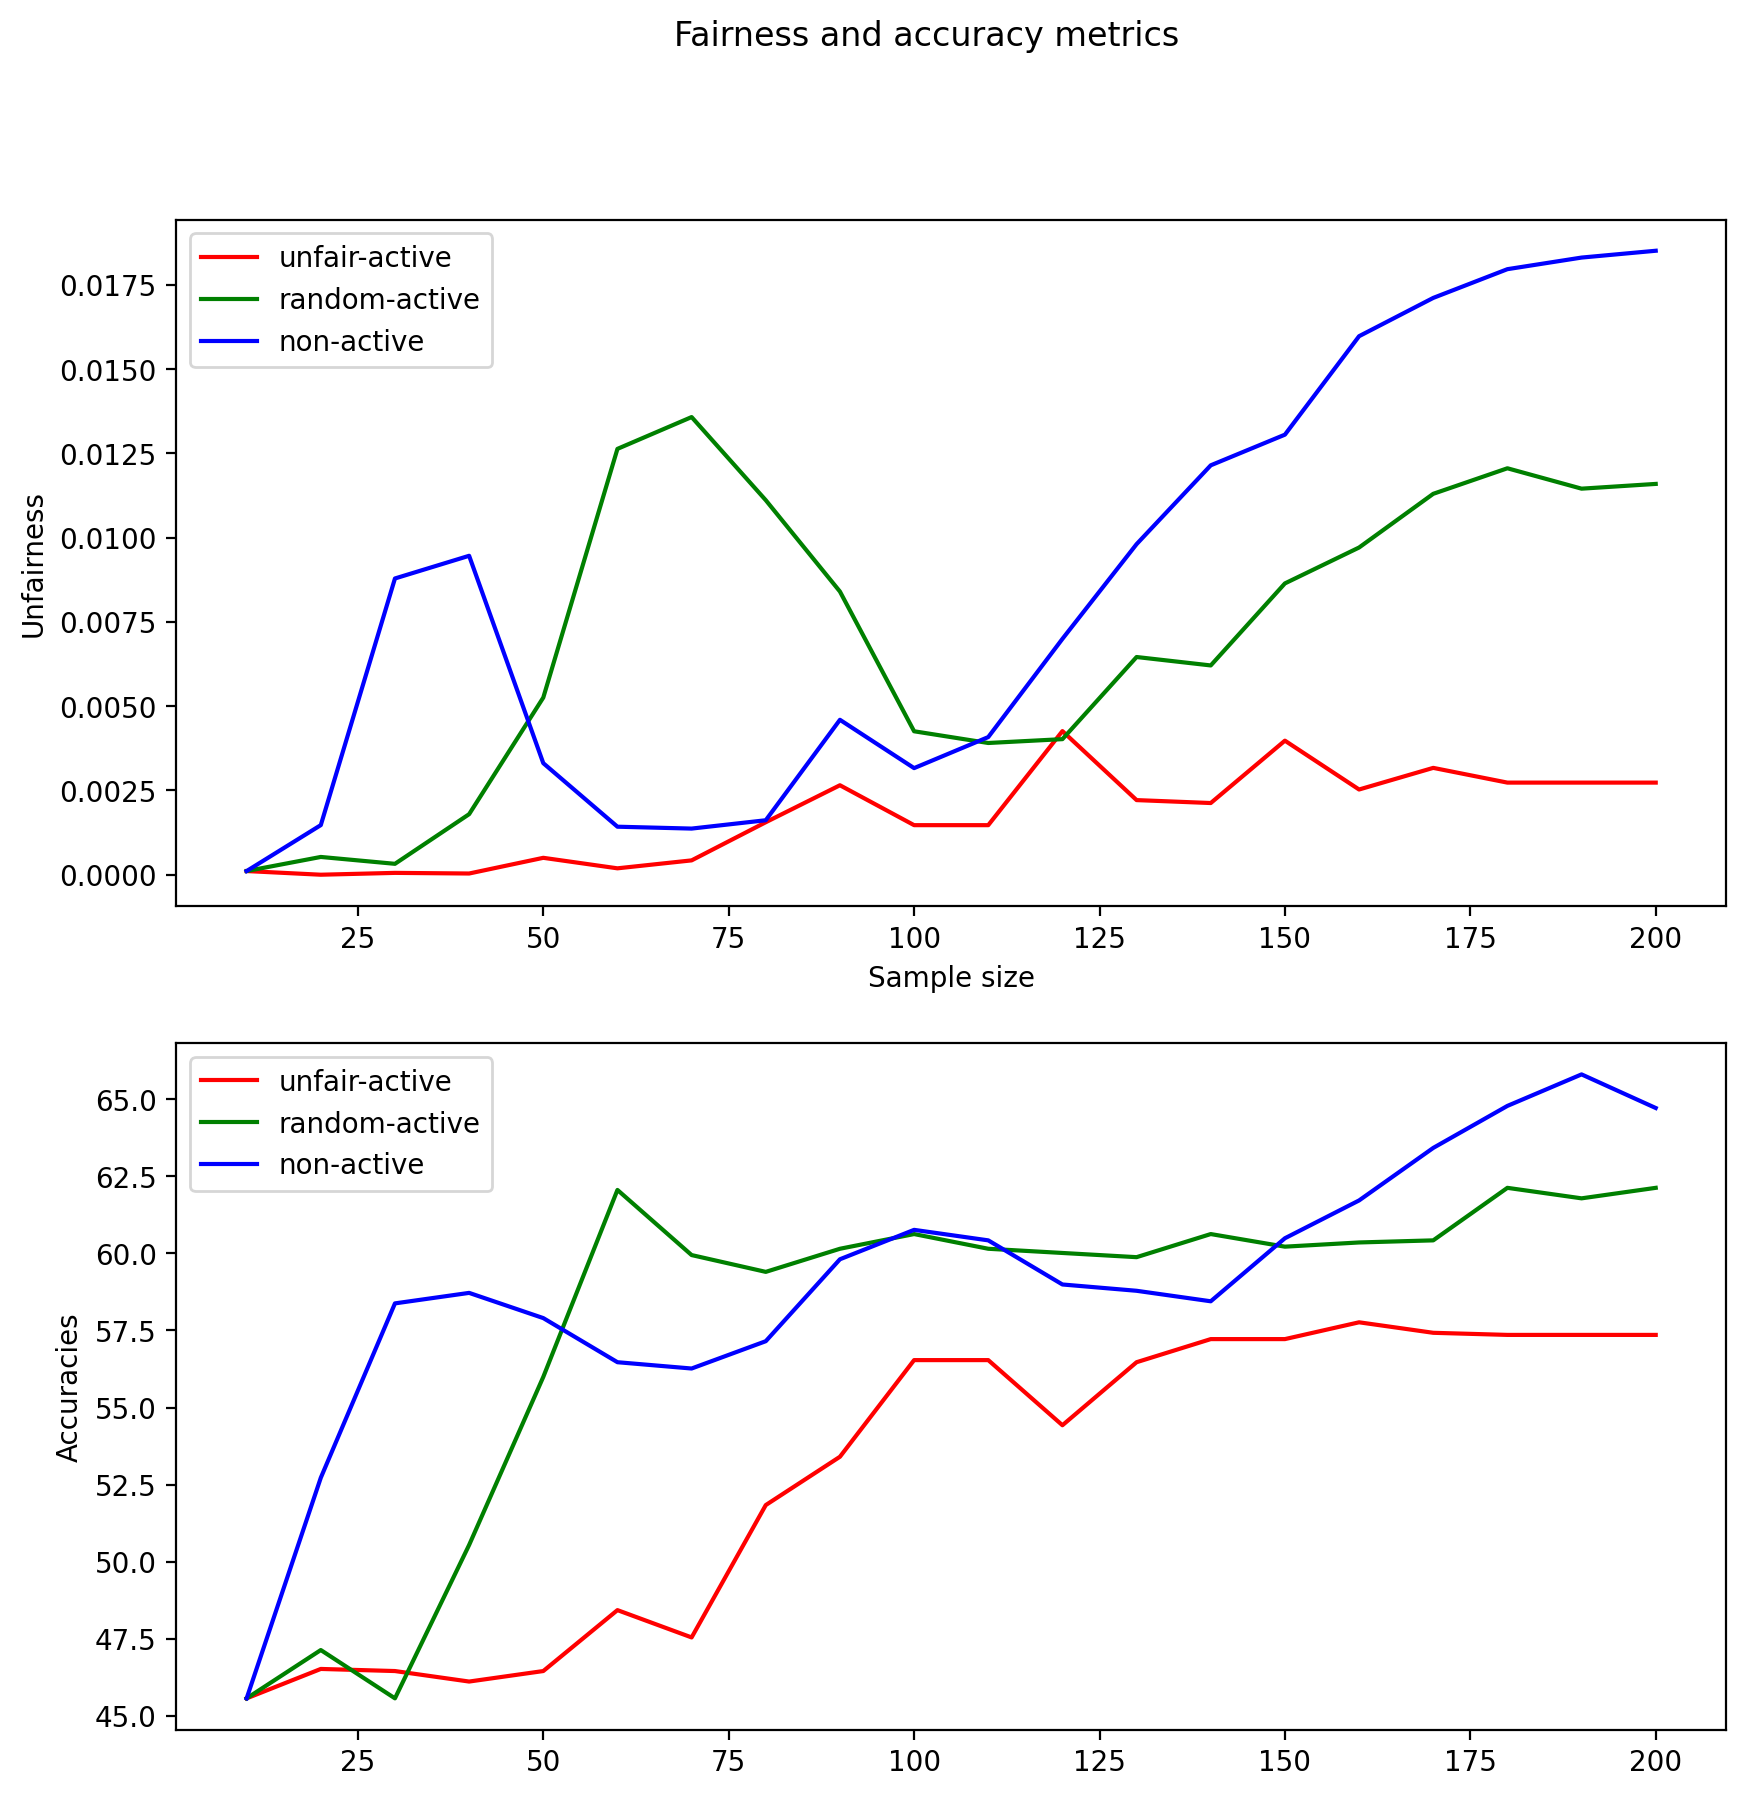 Fairness and accuracy metrics
unfair-active
random-active
non-active
0.0175
0.0150
0.0125
0.0100
0.0075
0.0050
0.0025
0.0000
Unfairness
25 50 75 100 125 150 175 200
Sample size
unfair-active
random-active
non-active
65.0
62.5
60.0
57.5
55.0
52.5
50.0
47.5
45.0
Accuracies
25 50 75 100 125 150 175 200